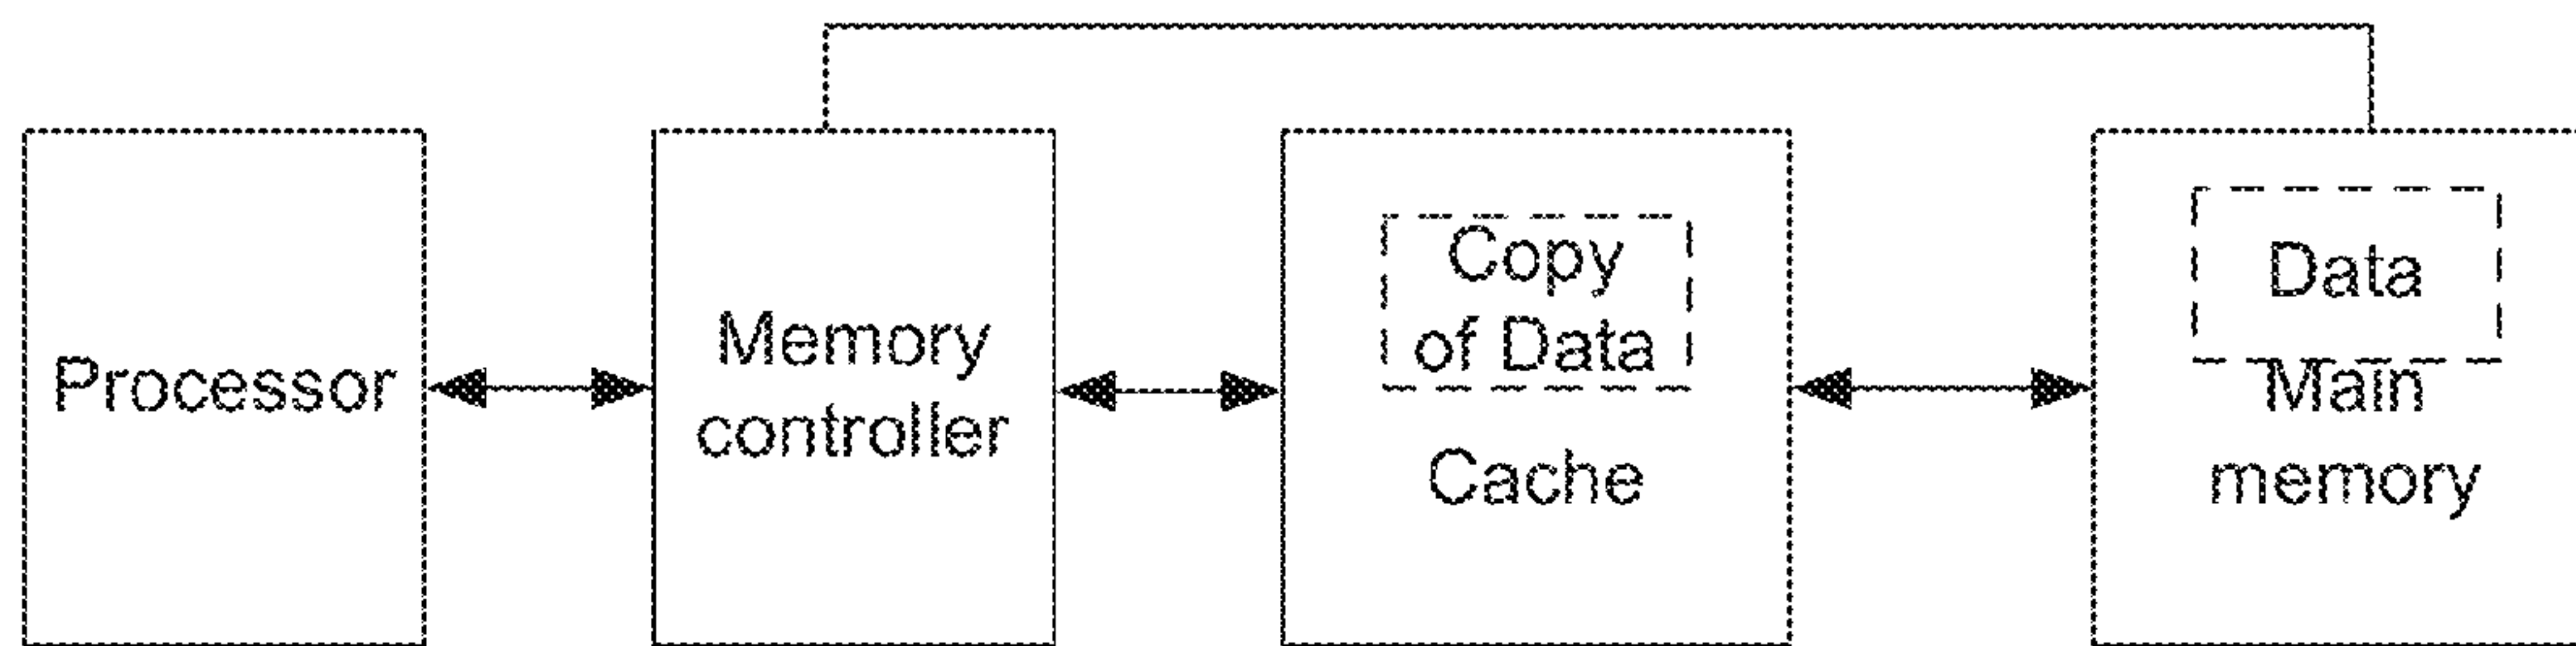 Processor
Memory
controller
Copy
of Data
Cache
Data
Main
memory